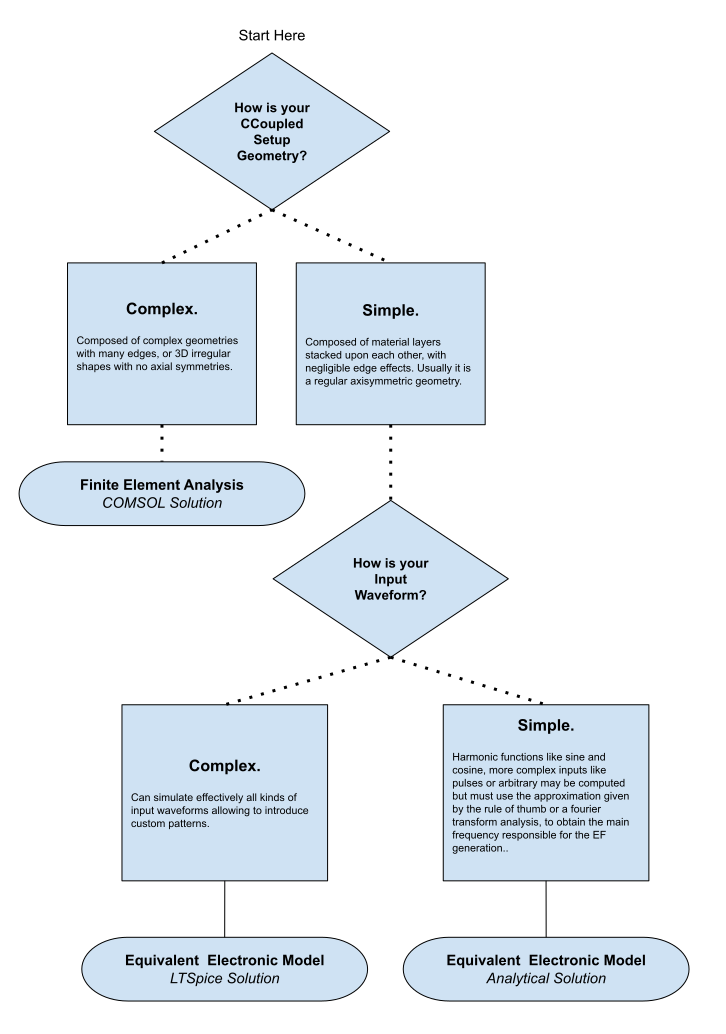 Start Here
How is your
CCoupled
Setup
Geometry?
Complex.
Composed of complex geometries
with many edges, or 3D irregular
shapes with no axial symmetries.
Simple.
Composed of material layers
stacked upon each other, with
negligible edge effects. Usually it is
a regular axisymmetric geometry.
Finite Element Analysis
COMSOL Solution
How is your
Input
Waveform?
Complex.
Can simulate effectively all kinds of
input waveforms allowing to introduce
custom patterns.
Simple.
Harmonic functions like sine and
cosine, more complex inputs like
pulses or arbitrary may be computed
but must use the approximation given
by the rule of thumb or a fourier
transform analysis, to obtain the main
frequency responsible for the EF
generation..
Equivalent  Electronic Model
LTSpice Solution
Equivalent  Electronic Model
Analytical Solution